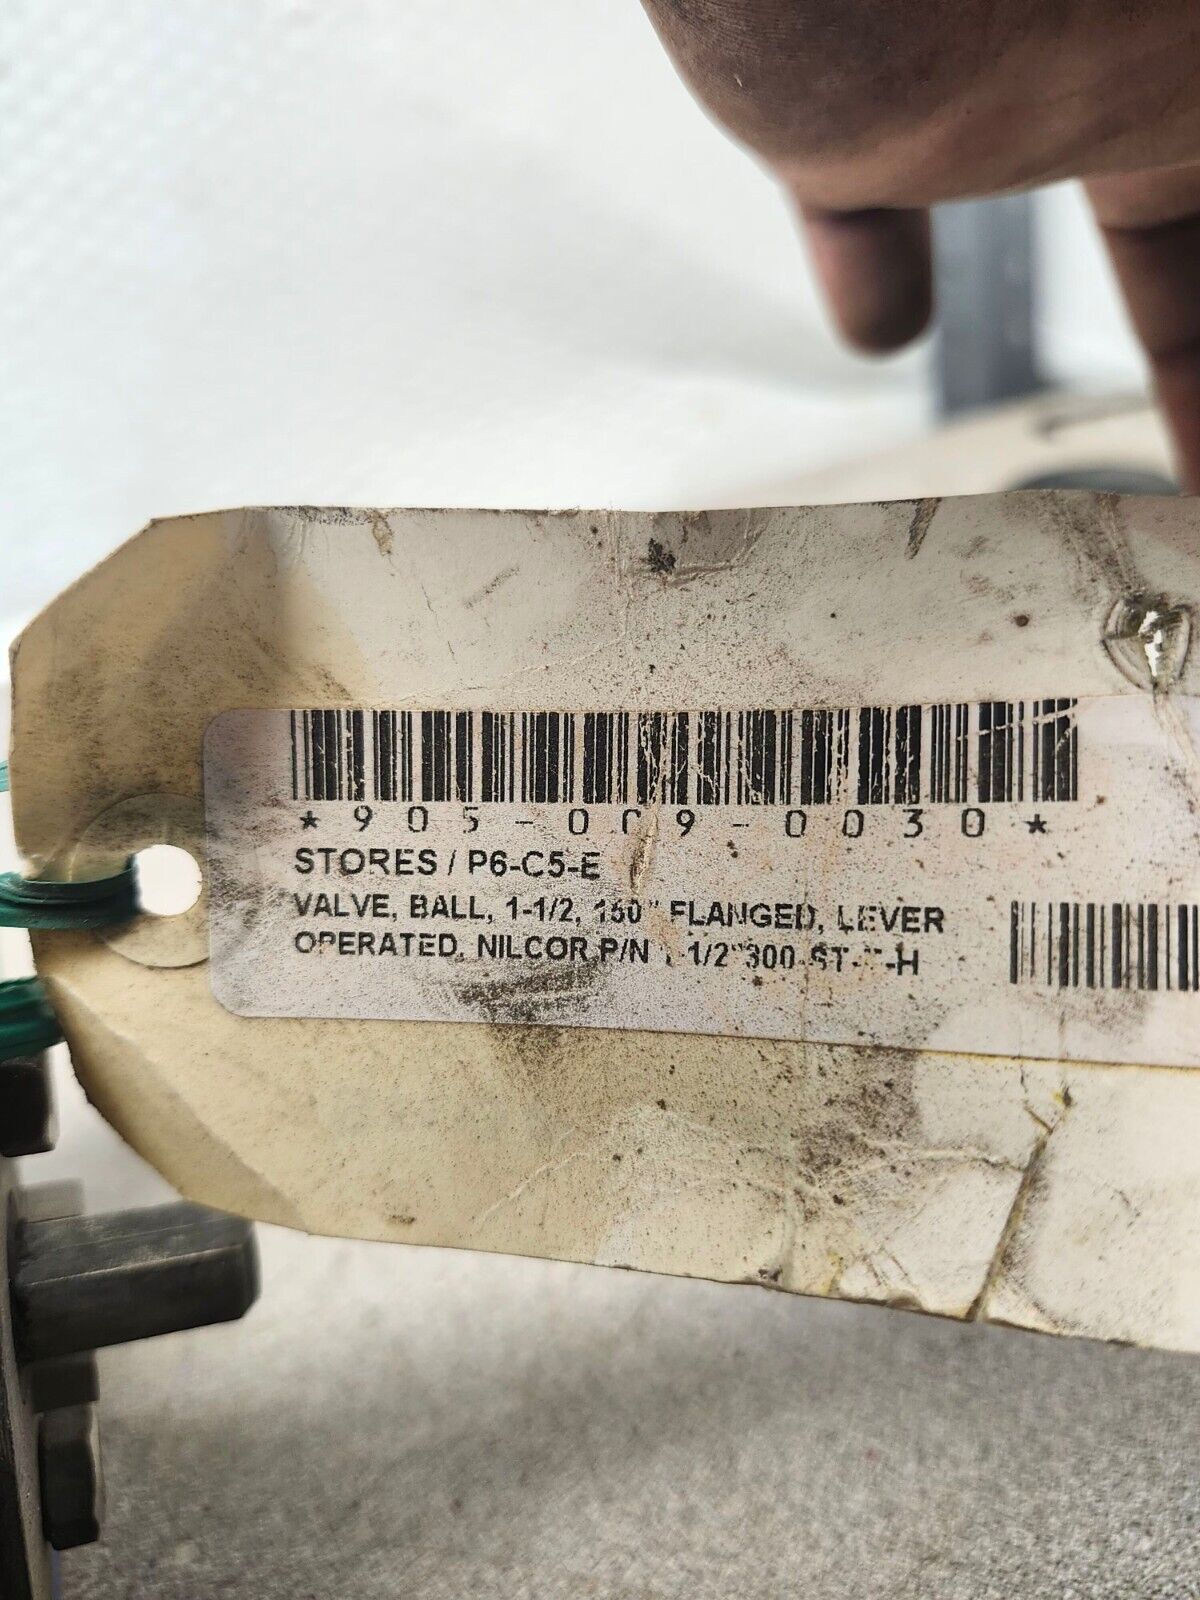 *905-009-0030*
STORES / P6-C5-E
VALVE, BALL, 1-1/2, 150" FLANGED, LEVER
OPERATED, NILCOR P/N